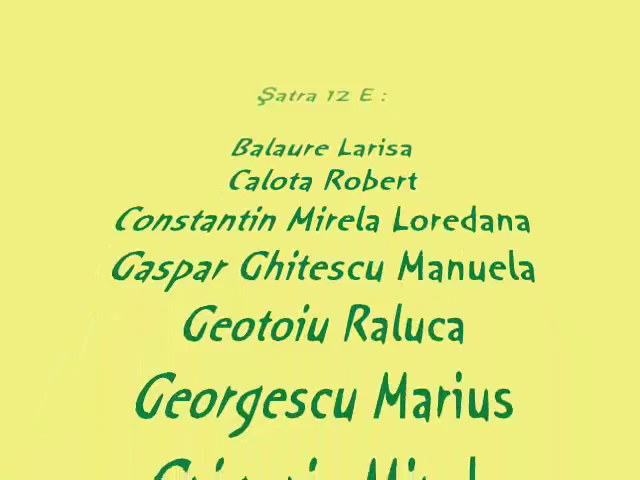 Şatra 12 E :
Balaure Larisa
Calota Robert
Constantin Mirela Loredana
Gaspar Ghitescu Manuela
Geotoiu Raluca
Georgescu Marius